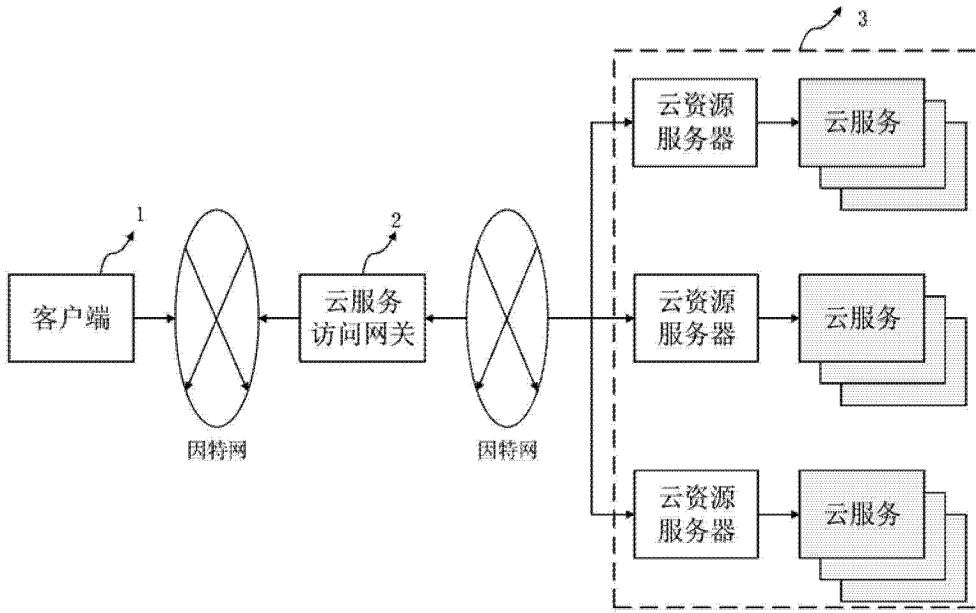 3
云资源
服务器
云服务
1
2
客户端
云服务
访问网关
云资源
服务器
云服务
因特网
因特网
云资源
服务器
云服务